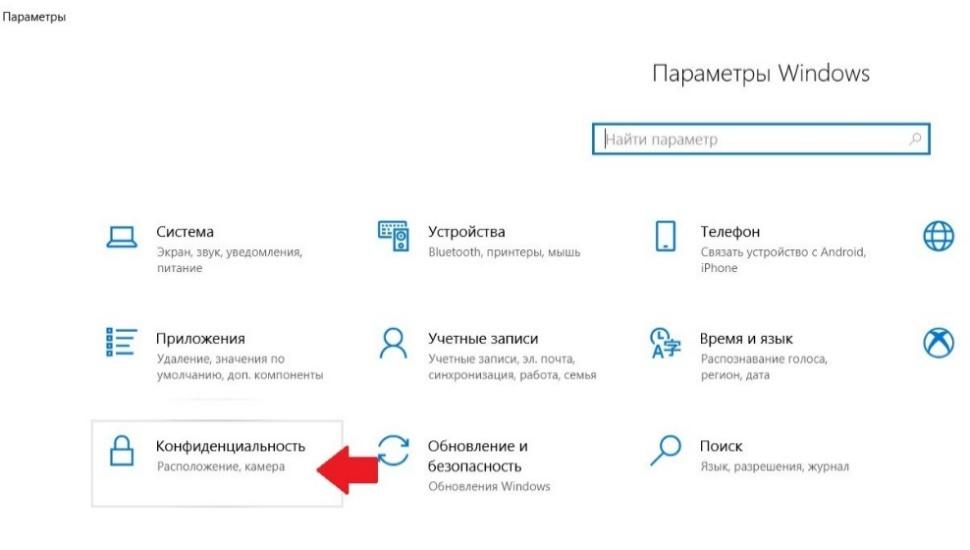 Параметры
Параметры Windows
Найти параметр
Система
Экран, звук, уведомления,
питание
Устройства
Bluetooth, принтеры, мышь
Телефон
Связать устройство с Android,
iPhone
Приложения
Удаление, значения по
умолчанию, доп. компоненты
Учетные записи
Учетные записи, эл. почта,
синхронизация, работа, семья
Время и язык
Распознавание голоса,
регион, дата
Конфиденциальность
Расположение, камера
Обновление и
безопасность
Обновления Windows
Поиск
Язык, разрешения, журнал